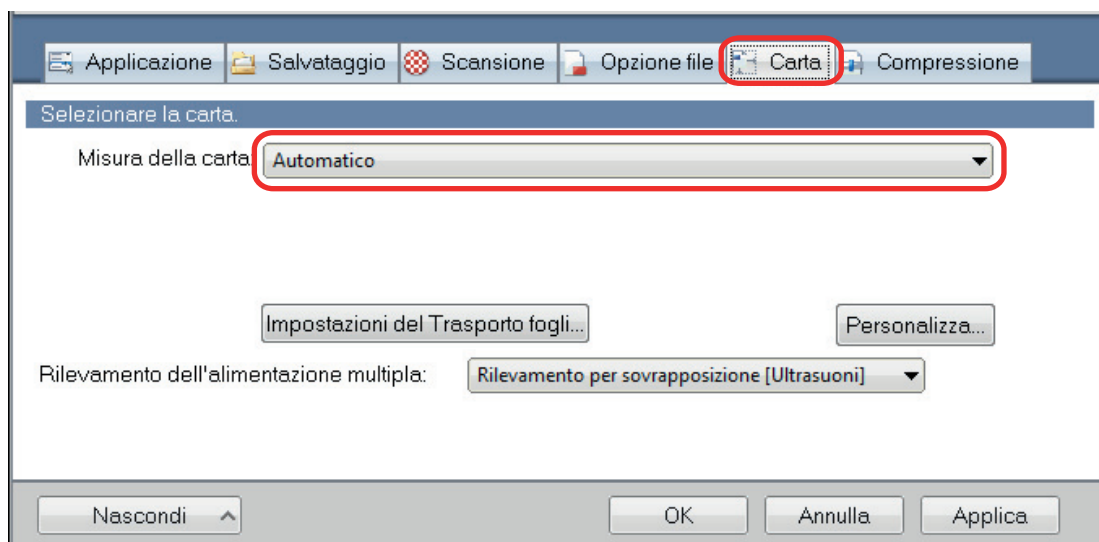 Applicazione Salvataggio Scansione Opzione file Carta Compressione
Selezionare la carta.
Misura della carta: Automatico
Impostazioni del Trasporto fogli... Personalizza...
Rilevamento dell'alimentazione multipla: Rilevamento per sovrapposizione [Ultrasuoni]
Nascondi OK Annulla Applica